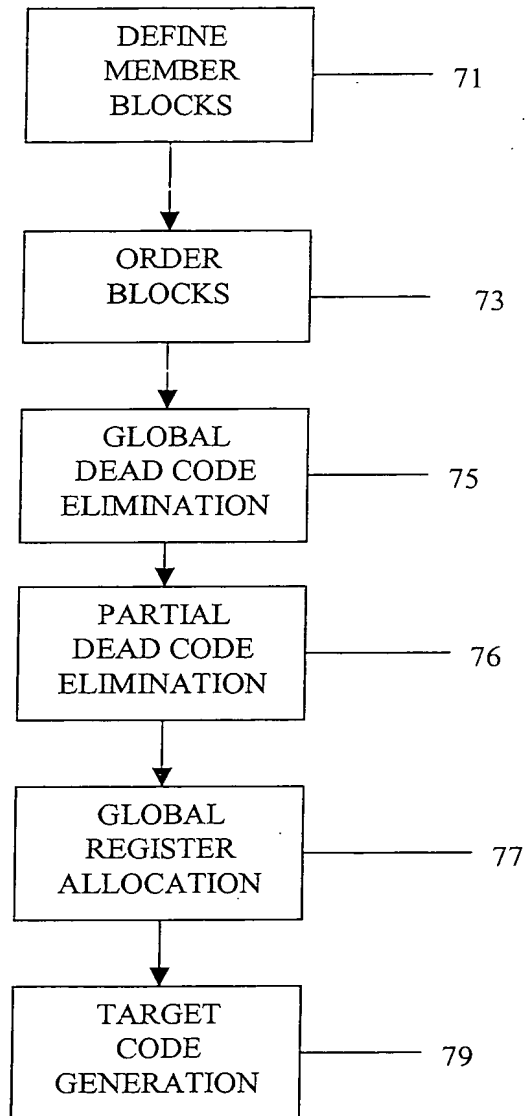 DEFINE
MEMBER
BLOCKS
71
ORDER
BLOCKS
73
GLOBAL
DEAD CODE
ELIMINATION
75
PARTIAL
DEAD CODE
ELIMINATION
76
GLOBAL
REGISTER
ALLOCATION
77
TARGET
CODE
GENERATION
79